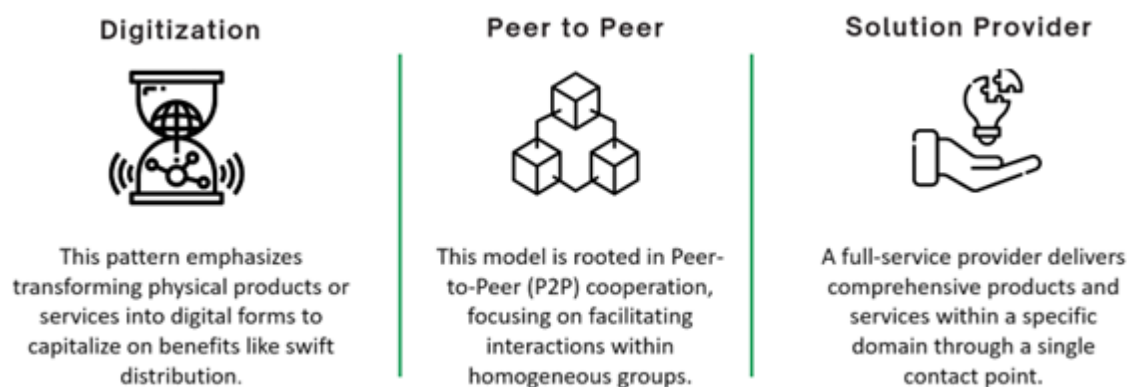 Digitization
This pattern emphasizes
transforming physical products or
services into digital forms to
capitalize on benefits like swift
distribution.
Peer to Peer
This model is rooted in Peer-
to-Peer (P2P) cooperation,
focusing on facilitating
interactions within
homogeneous groups.
Solution Provider
A full-service provider delivers
comprehensive products and
services within a specific
domain through a single
contact point.